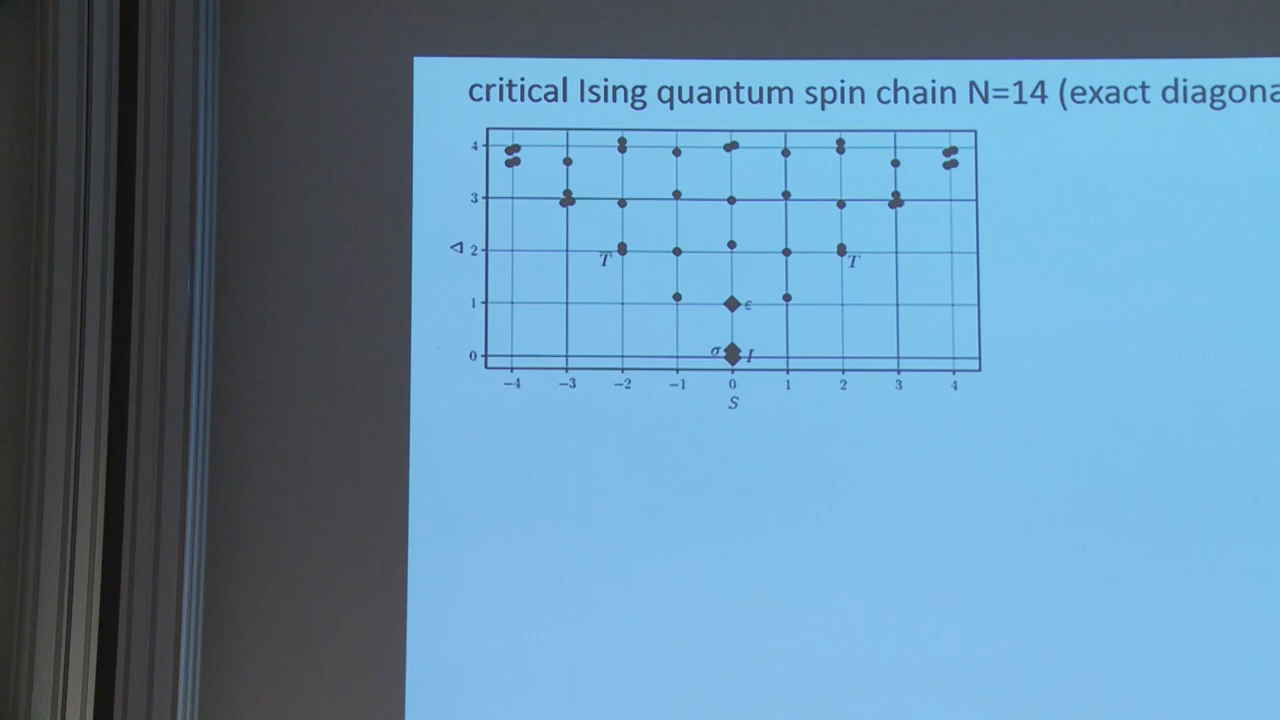 critical Ising quantum spin chain N=14 (exact diagona
4
3
Δ 2
T T
1
ε
σ I
0
−4 −3 −2 −1 0 1 2 3 4
S